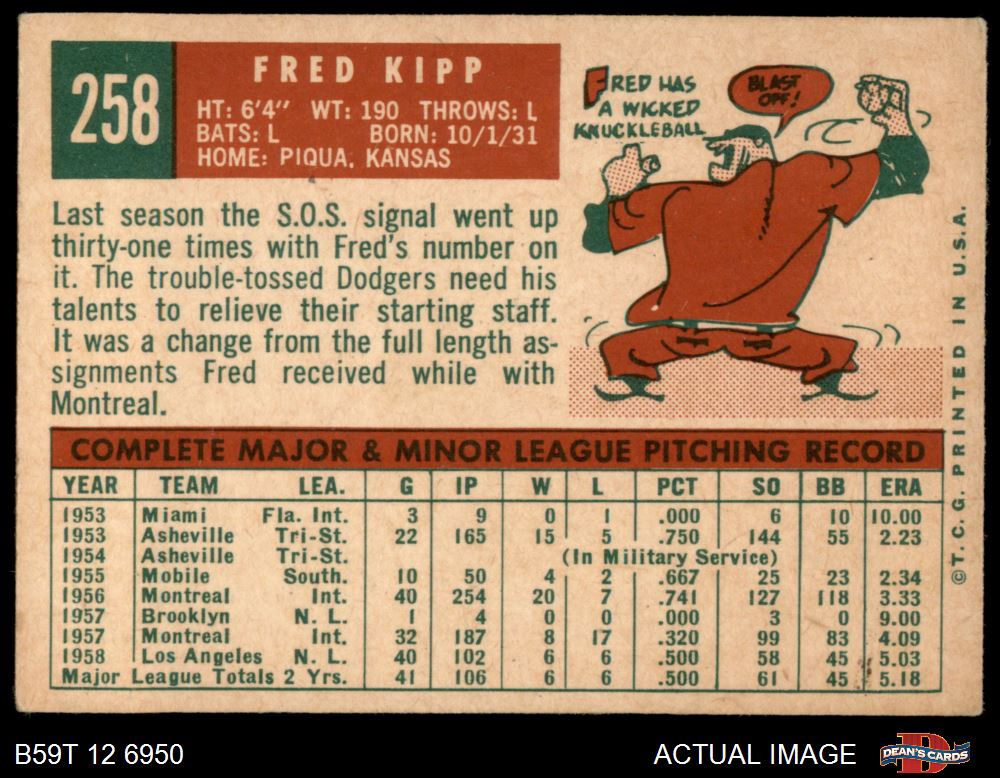 258
FRED KIPP
HT: 6'4" WT: 190 THROWS: L
BATS: L BORN: 10/1/31
HOME: PIQUA, KANSAS
FRED HAS
A WICKED
KNUCKLEBALL
BLAST
OFF!
Last season the S.O.S. signal went up
thirty-one times with Fred's number on
it. The trouble-tossed Dodgers need his
talents to relieve their starting staff.
It was a change from the full length as-
signments Fred received while with
Montreal.
COMPLETE MAJOR & MINOR LEAGUE PITCHING RECORD
YEAR TEAM LEA. G IP W L PCT SO BB ERA
1953 Miami Fla. Int. 3 9 0 1 .000 6 10 10.00
1953 Asheville Tri-St. 22 165 15 5 .750 144 55 2.23
1954 Asheville Tri-St. (In Military Service)
1955 Mobile South. 10 50 4 2 .667 25 23 2.34
1956 Montreal Int. 40 254 20 7 .741 127 118 3.33
1957 Brooklyn N. L. 1 4 0 0 .000 3 0 9.00
1957 Montreal Int. 32 187 8 17 .320 99 83 4.09
1958 Los Angeles N. L. 40 102 6 6 .500 58 45 5.03
Major League Totals 2 Yrs. 41 106 6 6 .500 61 45 5.18
© T. C. G. PRINTED IN U. S. A.
B59T 12 6950
ACTUAL IMAGE
DEAN'S CARDS